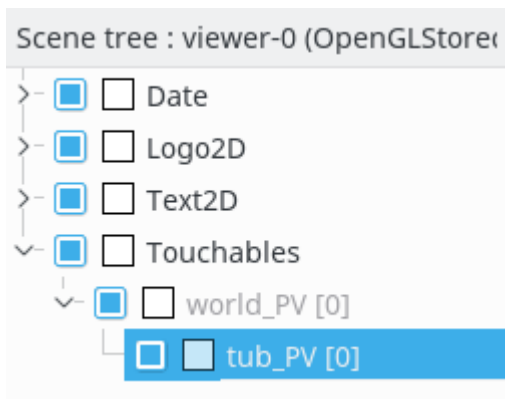 Scene tree : viewer-0 (OpenGLStored
Date
Logo2D
Text2D
Touchables
world_PV [0]
tub_PV [0]